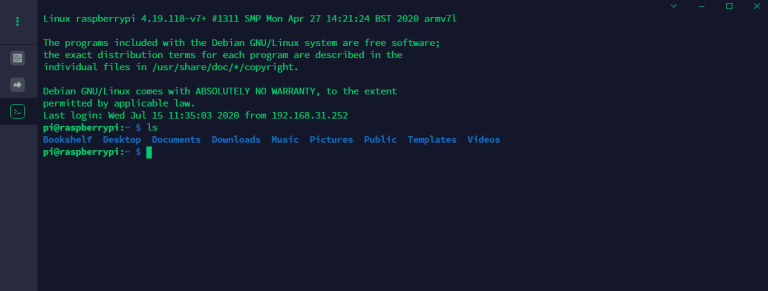 Linux raspberrypi 4.19.118-v7+ #1311 SMP Mon Apr 27 14:21:24 BST 2020 armv7l
The programs included with the Debian GNU/Linux system are free software;
the exact distribution terms for each program are described in the
individual files in /usr/share/doc/*/copyright.
Debian GNU/Linux comes with ABSOLUTELY NO WARRANTY, to the extent
permitted by applicable law.
Last login: Wed Jul 15 11:35:03 2020 from 192.168.31.252
pi@raspberrypi:~ $ ls
Bookshelf  Desktop  Documents  Downloads  Music  Pictures  Public  Templates  Videos
pi@raspberrypi:~ $